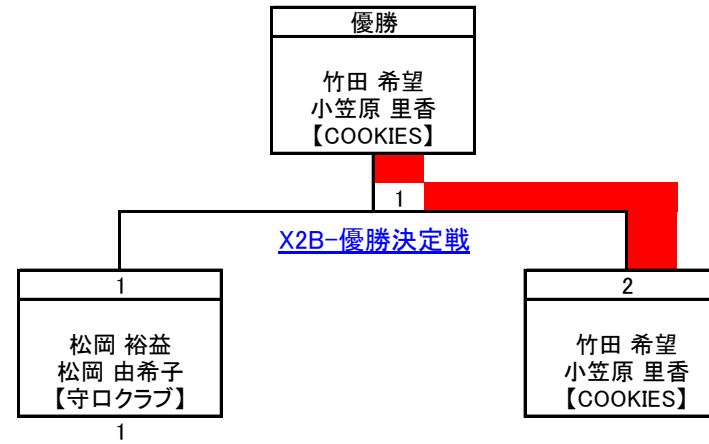 優勝
竹田 希望
小笠原 里香
【COOKIES】
1
X2B-優勝決定戦
1
松岡 裕益
松岡 由希子
【守口クラブ】
1
2
竹田 希望
小笠原 里香
【COOKIES】